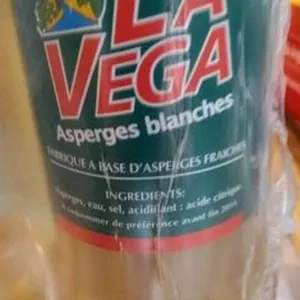 LA
VEGA
Asperges blanches
FABRIQUE A BASE D'ASPERGES FRAICHES
INGREDIENTS:
Asperges, eau, sel, acidifiant : acide citrique.
A consommer de préférence avant fin